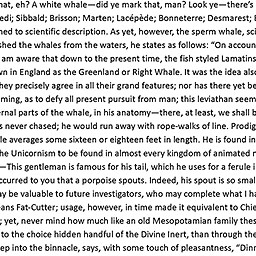 hat, eh? A white whale—did ye mark that, man? Look ye—there's
edi; Sibbald; Brisson; Marten; Lacépède; Bonneterre; Desmarest;
sed to scientific description. As yet, however, the sperm whale, sci
shed the whales from the waters, he states as follows: “On accoun
am aware that down to the present time, the fish styled Lamatins
vn in England as the Greenland or Right Whale. It was the idea also
hey precisely agree in all their grand features; nor has there yet be
ming, as to defy all present pursuit from man; this leviathan seem
ernal parts of the whale, in his anatomy—there, at least, we shall b
s never chased; he would run away with rope-walks of line. Prodig
le averages some sixteen or eighteen feet in length. He is found in
he Unicornism to be found in almost every kingdom of animated n
—This gentleman is famous for his tail, which he uses for a ferule i
ccurred to you that a porpoise spouts. Indeed, his spout is so small
ay be valuable to future investigators, who may complete what I h
ans Fat-Cutter; usage, however, in time made it equivalent to Chie
; yet, never mind how much like an old Mesopotamian family thes
to the choice hidden handful of the Divine Inert, than through the
ep into the binnacle, says, with some touch of pleasantness, “Dinn